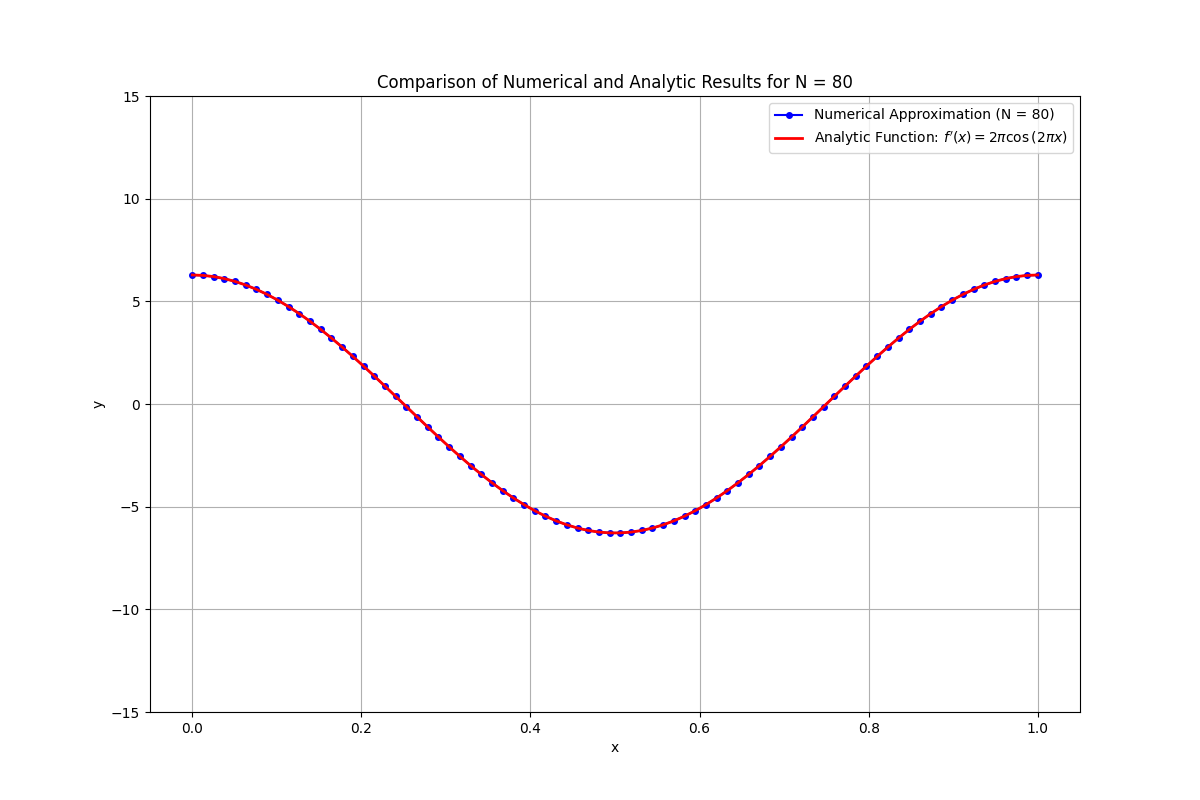 Comparison of Numerical and Analytic Results for N = 80
Numerical Approximation (N = 80)
Analytic Function: f′(x) = 2π cos (2πx)
15
10
5
0
−5
−10
−15
y
0.0 0.2 0.4 0.6 0.8 1.0
x